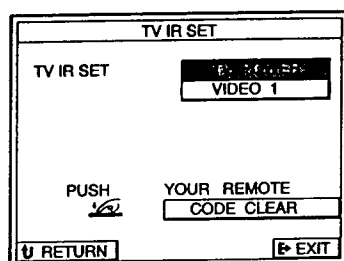 TV IR SET
TV IR SET
VIDEO 1
PUSH YOUR REMOTE
CODE CLEAR
RETURN EXIT